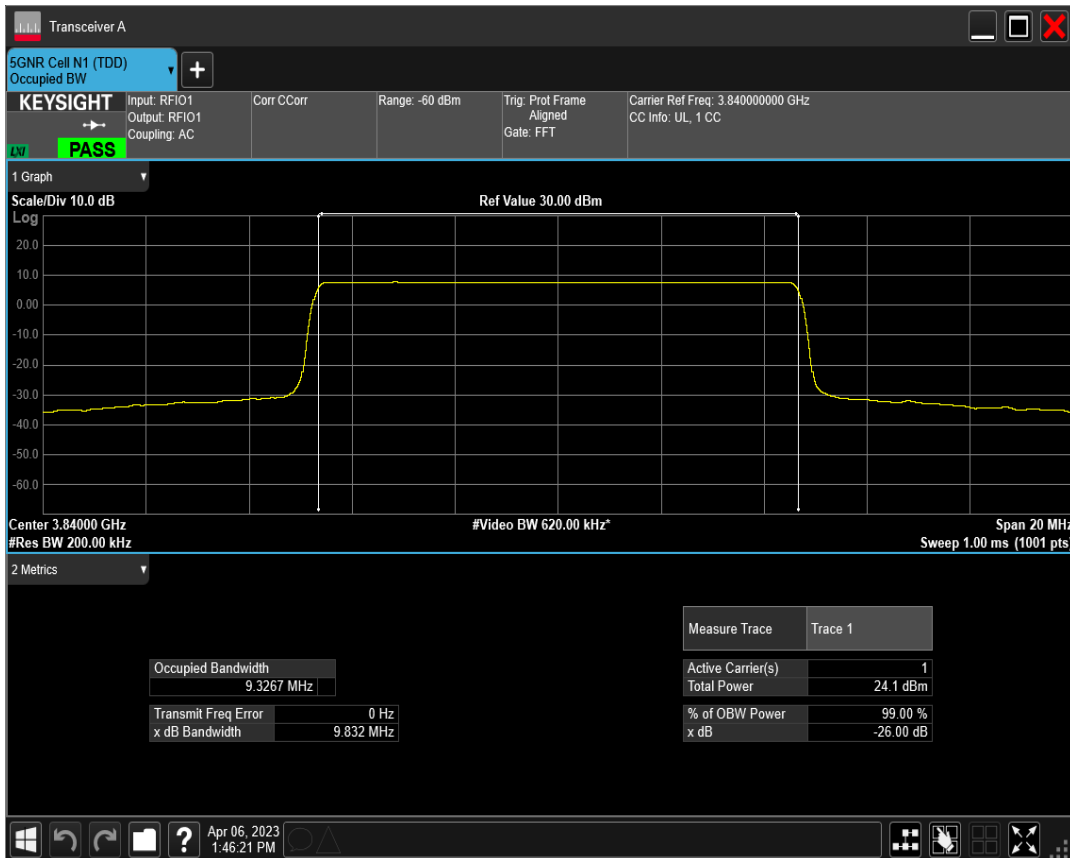 Transceiver A
5GNR Cell N1 (TDD)
Occupied BW
KEYSIGHT
LXI
PASS
Input: RFIO1
Output: RFIO1
Coupling: AC
Corr CCorr
Range: -60 dBm
Trig: Prot Frame
Aligned
Gate: FFT
Carrier Ref Freq: 3.840000000 GHz
CC Info: UL, 1 CC
1 Graph
Scale/Div 10.0 dB
Ref Value 30.00 dBm
Log
20.0
10.0
0.00
-10.0
-20.0
-30.0
-40.0
-50.0
-60.0
Center 3.84000 GHz
#Video BW 620.00 kHz*
Span 20 MHz
#Res BW 200.00 kHz
Sweep 1.00 ms (1001 pts)
2 Metrics
Measure Trace Trace 1
Occupied Bandwidth
9.3267 MHz
Transmit Freq Error 0 Hz
x dB Bandwidth 9.832 MHz
Active Carrier(s) 1
Total Power 24.1 dBm
% of OBW Power 99.00 %
x dB -26.00 dB
?
Apr 06, 2023
1:46:21 PM